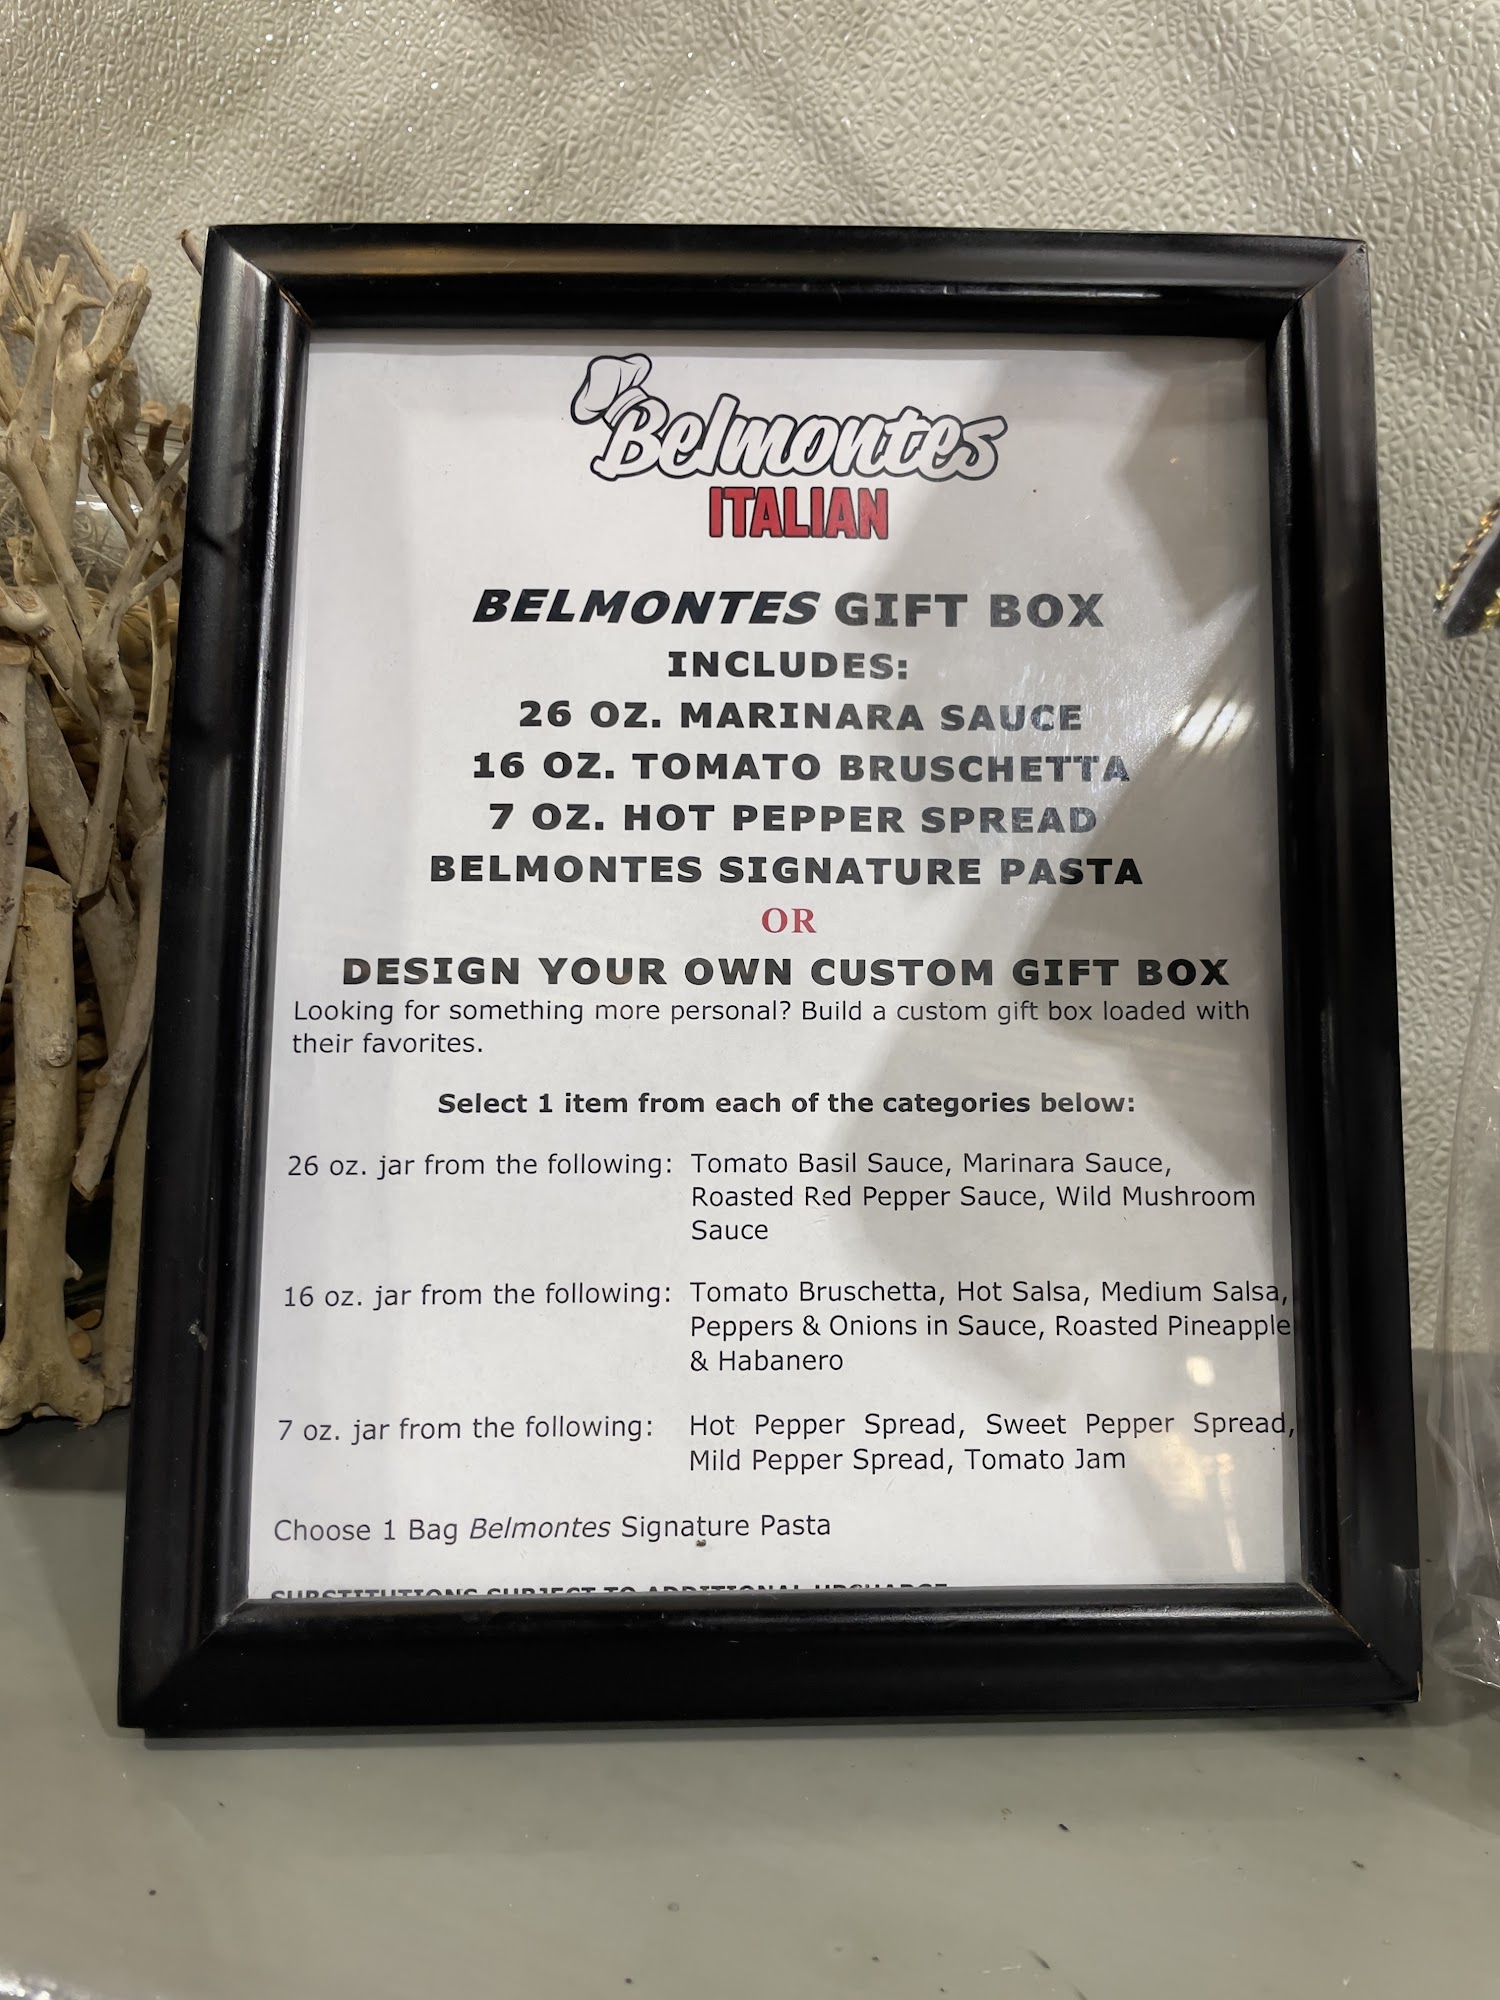 Belmontes
ITALIAN
BELMONTES GIFT BOX
INCLUDES:
26 OZ. MARINARA SAUCE
16 OZ. TOMATO BRUSCHETTA
7 OZ. HOT PEPPER SPREAD
BELMONTES SIGNATURE PASTA
OR
DESIGN YOUR OWN CUSTOM GIFT BOX
Looking for something more personal? Build a custom gift box loaded with
their favorites.
Select 1 item from each of the categories below:
26 oz. jar from the following: Tomato Basil Sauce, Marinara Sauce,
Roasted Red Pepper Sauce, Wild Mushroom
Sauce
16 oz. jar from the following: Tomato Bruschetta, Hot Salsa, Medium Salsa,
Peppers & Onions in Sauce, Roasted Pineapple
& Habanero
7 oz. jar from the following: Hot Pepper Spread, Sweet Pepper Spread,
Mild Pepper Spread, Tomato Jam
Choose 1 Bag Belmontes Signature Pasta
SUBSTITUTIONS SUBJECT TO ADDITIONAL UPCHARGE